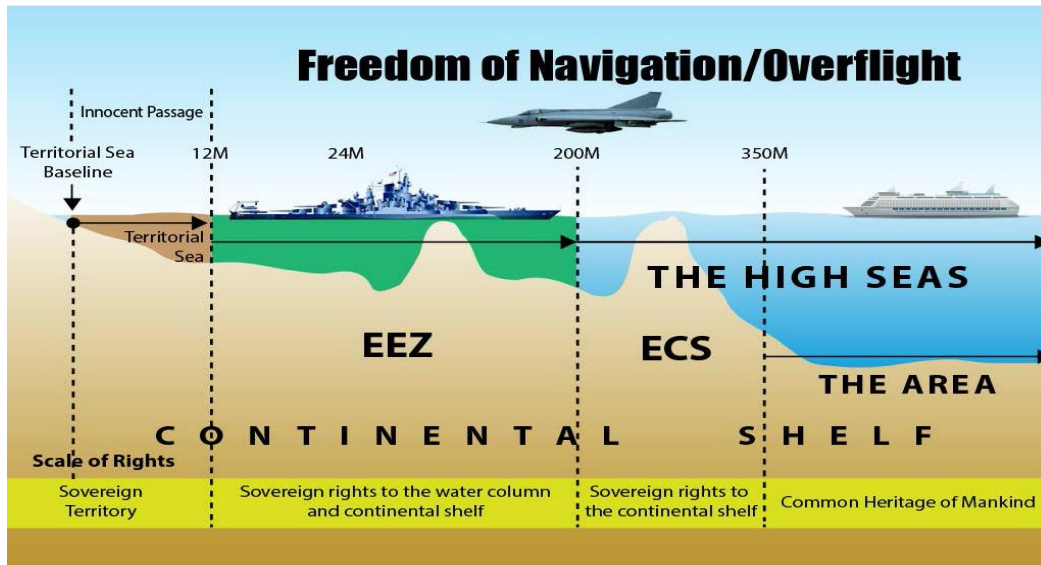 Freedom of Navigation/Overflight
Innocent Passage
Territorial Sea
Baseline
12M
24M
200M
350M
Territorial
Sea
THE HIGH SEAS
EEZ
ECS
THE AREA
CONTINENTAL SHELF
Scale of Rights
Sovereign
Territory
Sovereign rights to the water column
and continental shelf
Sovereign rights to
the continental shelf
Common Heritage of Mankind